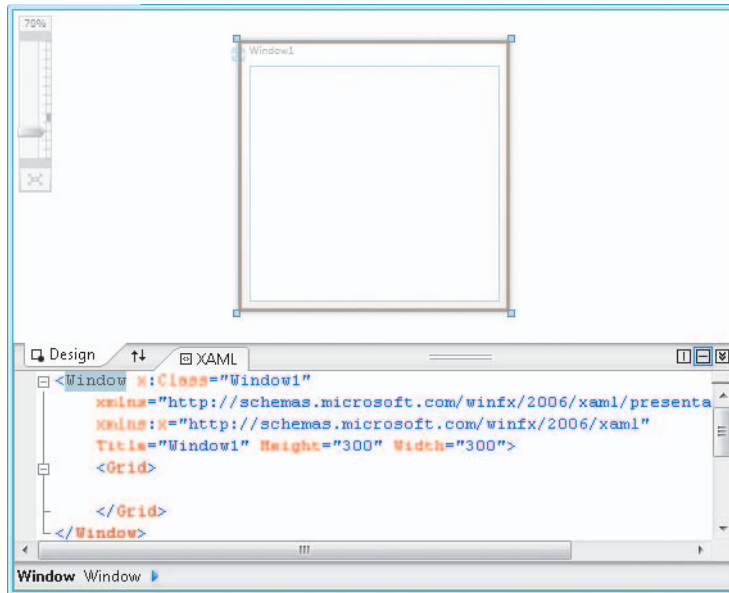 70%
Window1
Design
XAML
<Window x:Class="Window1"
xmlns="http://schemas.microsoft.com/winfx/2006/xaml/presenta
xmlns:x="http://schemas.microsoft.com/winfx/2006/xaml"
Title="Window1" Height="300" Width="300">
<Grid>
</Grid>
</Window>
Window Window